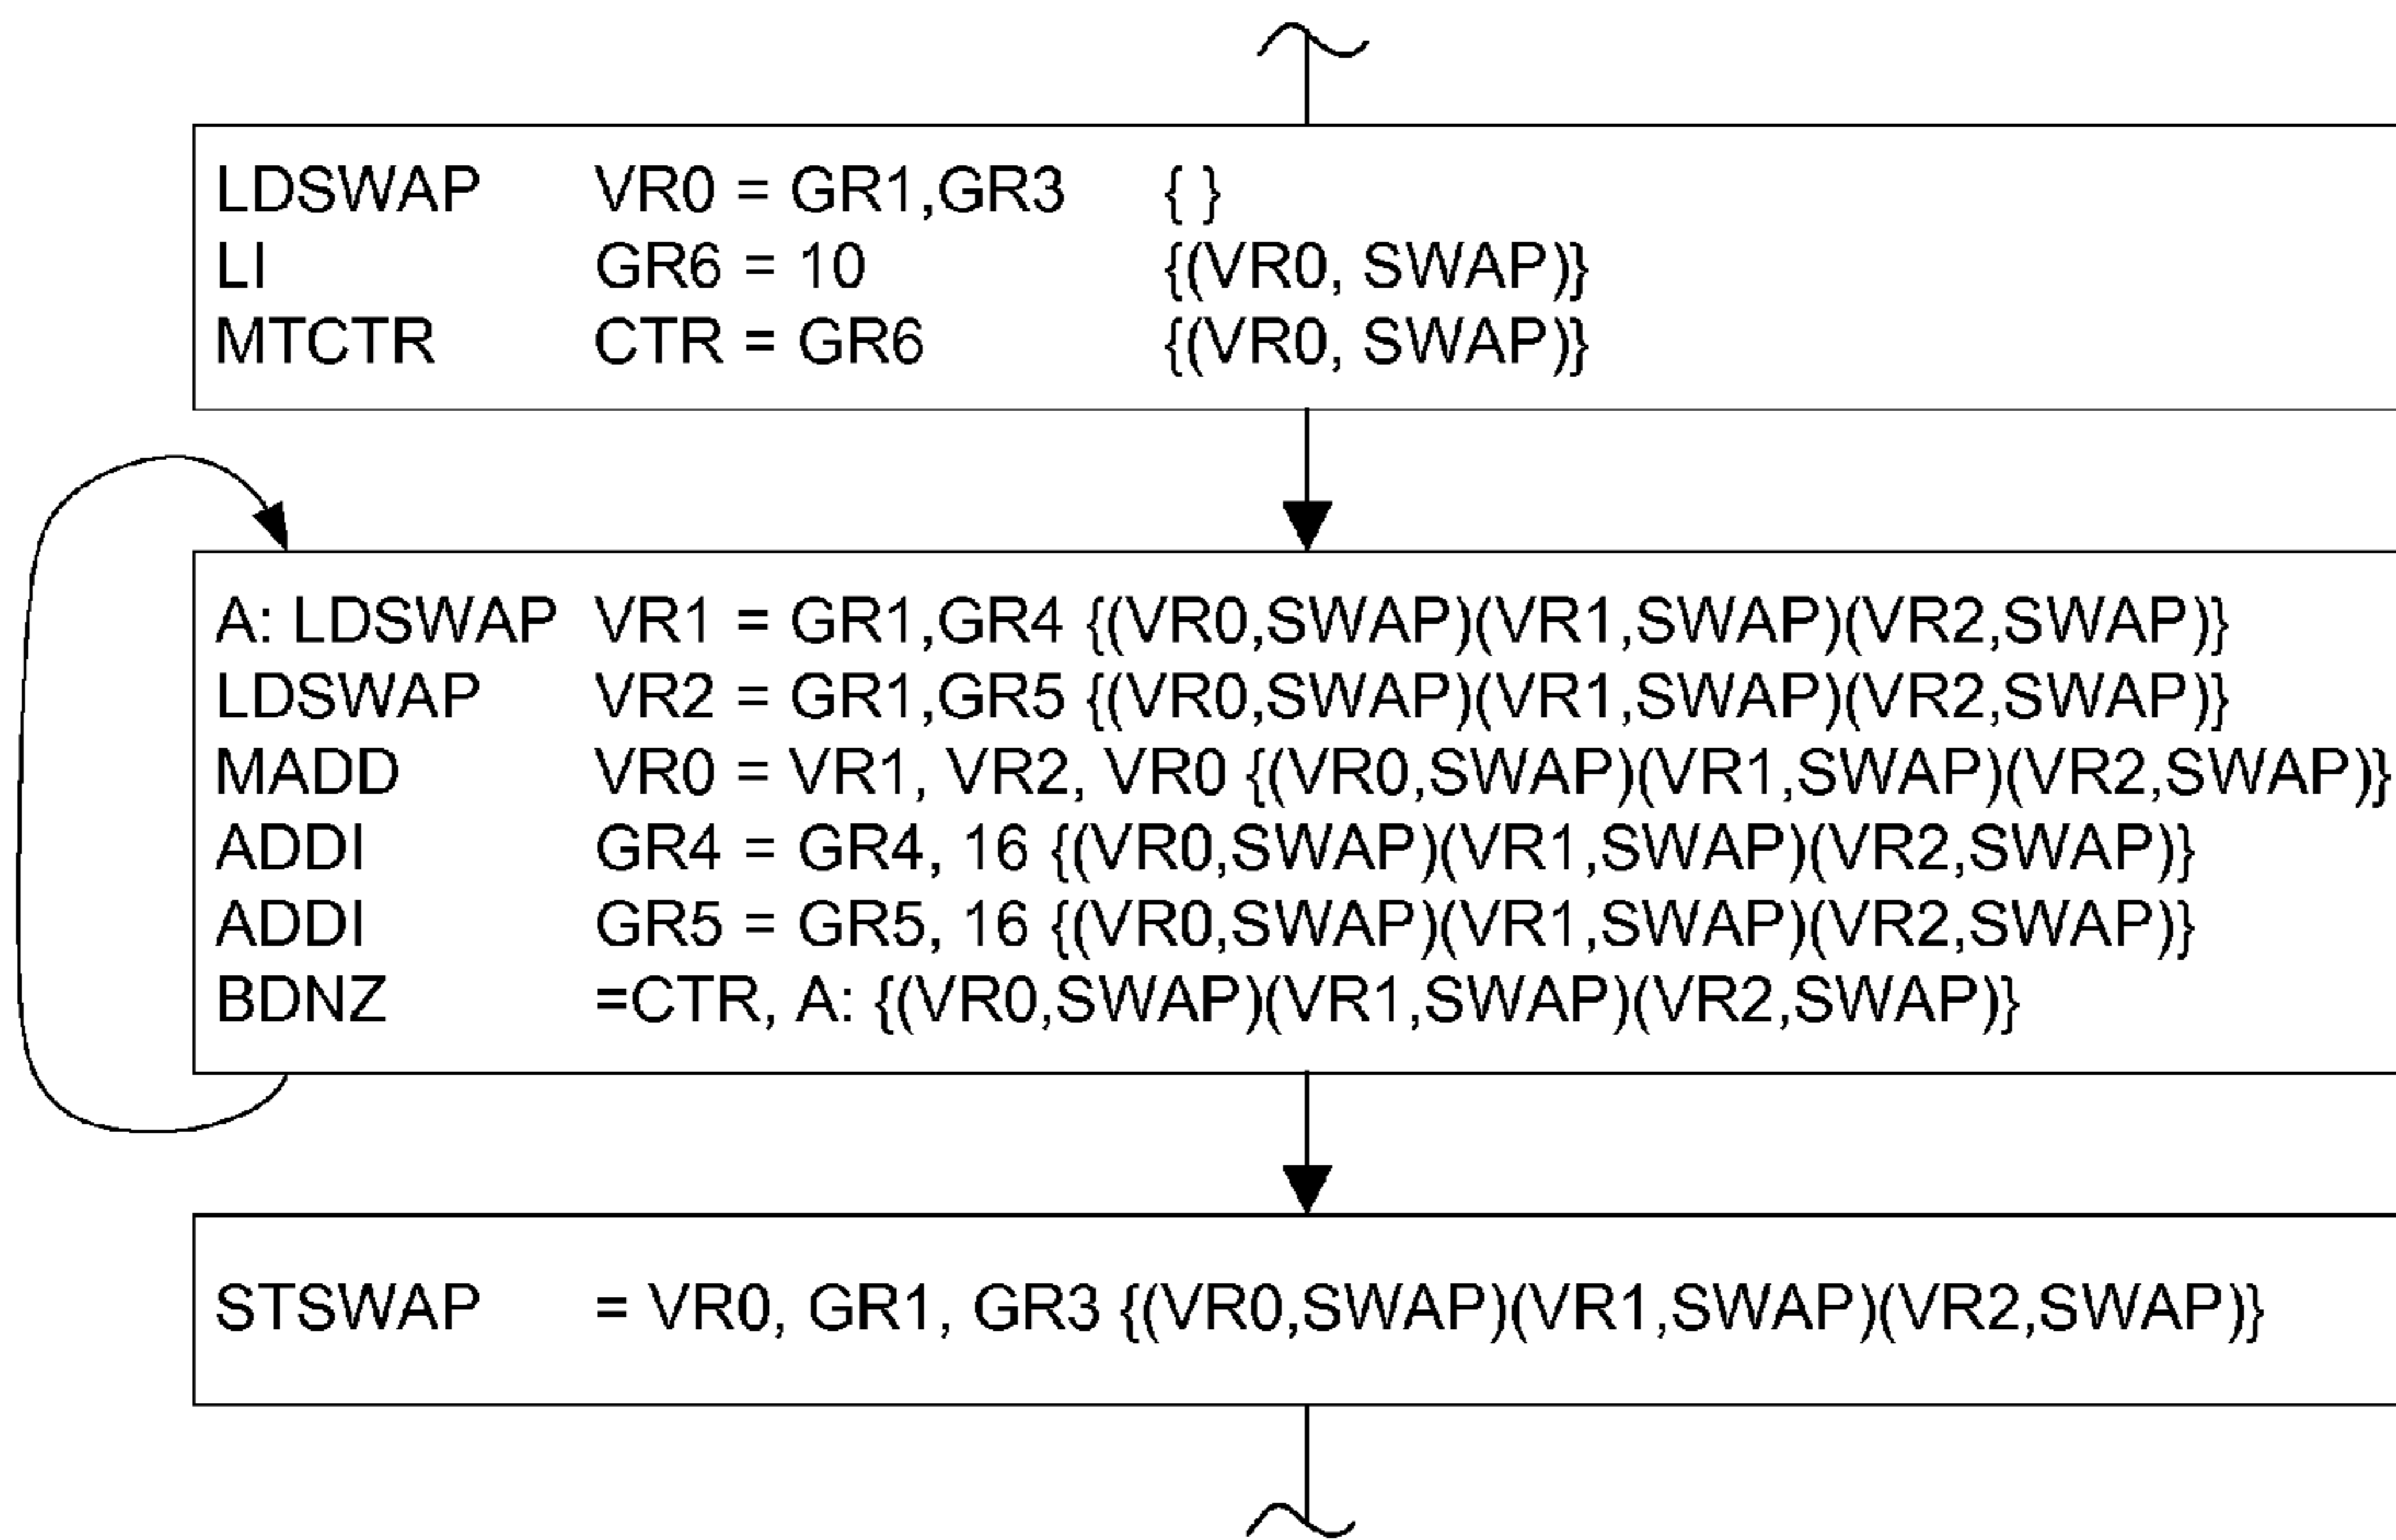 LDSWAP VR0 = GR1,GR3 { }
LI GR6 = 10 {(VR0, SWAP)}
MTCTR CTR = GR6 {(VR0, SWAP)}
A: LDSWAP VR1 = GR1,GR4 {(VR0,SWAP)(VR1,SWAP)(VR2,SWAP)}
LDSWAP VR2 = GR1,GR5 {(VR0,SWAP)(VR1,SWAP)(VR2,SWAP)}
MADD VR0 = VR1, VR2, VR0 {(VR0,SWAP)(VR1,SWAP)(VR2,SWAP)}
ADDI GR4 = GR4, 16 {(VR0,SWAP)(VR1,SWAP)(VR2,SWAP)}
ADDI GR5 = GR5, 16 {(VR0,SWAP)(VR1,SWAP)(VR2,SWAP)}
BDNZ =CTR, A: {(VR0,SWAP)(VR1,SWAP)(VR2,SWAP)}
STSWAP = VR0, GR1, GR3 {(VR0,SWAP)(VR1,SWAP)(VR2,SWAP)}